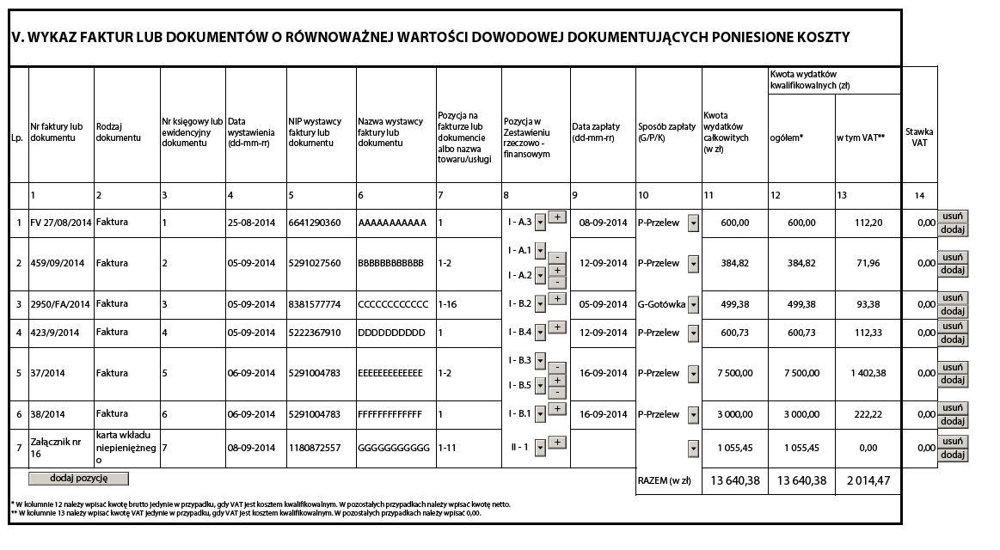 V. WYKAZ FAKTUR LUB DOKUMENTÓW O RÓWNOWAŻNEJ WARTOŚCI DOWODOWEJ DOKUMENTUJĄCYCH PONIESIONE KOSZTY
Lp.
Nr faktury lub
dokumentu
Rodzaj
dokumentu
Nr księgowy lub
ewidencyjny
dokumentu
Data
wystawienia
(dd-mm-rr)
NIP wystawcy
faktury lub
dokumentu
Nazwa wystawcy
faktury lub
dokumentu
Pozycja na
fakturze lub
dokumencie
albo nazwa
towaru/usługi
Pozycja w
Zestawieniu
rzeczowo -
finansowym
Data zapłaty
(dd-mm-rr)
Sposób zapłaty
(G/P/K)
Kwota
wydatków
całkowitych
(w zł)
Kwota wydatków
kwalifikowalnych (zł)
ogółem*
w tym VAT**
Stawka
VAT
1 2 3 4 5 6 7 8 9 10 11 12 13 14
1 FV 27/08/2014 Faktura 1 25-08-2014 6641290360 AAAAAAAAAAA 1 I - A.3 + 08-09-2014 P-Przelew 600,00 600,00 112,20 0,00 usuń
dodaj
2 459/09/2014 Faktura 2 05-09-2014 5291027560 BBBBBBBBBBBB 1-2 I - A.1 - I - A.2 + - 12-09-2014 P-Przelew 384,82 384,82 71,96 0,00 usuń
dodaj
3 2950/FA/2014 Faktura 3 05-09-2014 8381577774 CCCCCCCCCCCC 1-16 I - B.2 + 05-09-2014 G-Gotówka 499,38 499,38 93,38 0,00 usuń
dodaj
4 423/9/2014 Faktura 4 05-09-2014 5222367910 DDDDDDDDDD 1 I - B.4 + 12-09-2014 P-Przelew 600,73 600,73 112,33 0,00 usuń
dodaj
5 37/2014 Faktura 5 06-09-2014 5291004783 EEEEEEEEEEEEE 1-2 I - B.3 - I - B.5 + - 16-09-2014 P-Przelew 7 500,00 7 500,00 1 402,38 0,00 usuń
dodaj
6 38/2014 Faktura 6 06-09-2014 5291004783 FFFFFFFFFFFFF 1 I - B.1 + 16-09-2014 P-Przelew 3 000,00 3 000,00 222,22 0,00 usuń
dodaj
7 Załącznik nr
16
karta wkładu
niepieniężneg
o
7 08-09-2014 1180872557 GGGGGGGGGGG 1-11 II - 1 + 1 055,45 1 055,45 0,00 0,00 usuń
dodaj
dodaj pozycję
RAZEM (w zł) 13 640,38 13 640,38 2 014,47
* W kolumnie 12 należy wpisać kwotę brutto jedynie w przypadku, gdy VAT jest kosztem kwalifikowalnym. W pozostałych przypadkach należy wpisać kwotę netto.
** W kolumnie 13 należy wpisać kwotę VAT jedynie w przypadku, gdy VAT jest kosztem kwalifikowalnym. W pozostałych przypadkach należy wpisać 0,00.